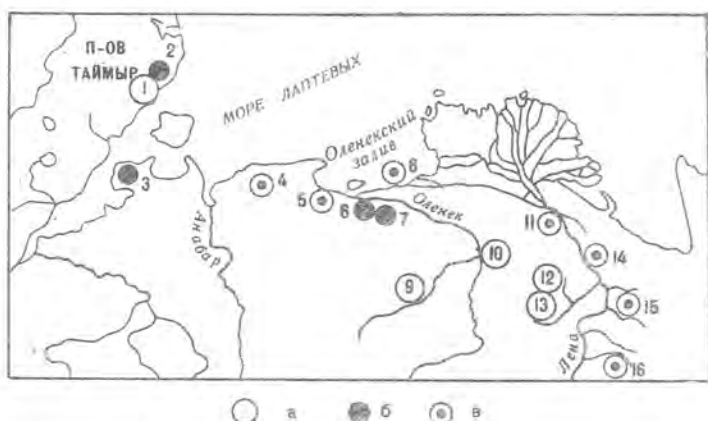 П-ОВ
ТАЙМЫР
2
1
МОРЕ ЛАПТЕВЫХ
Оленекский
залив
3
4
8
5
6
7
Оленек
Анабар
11
10
14
9
12
13
15
Лена
16
а
б
в